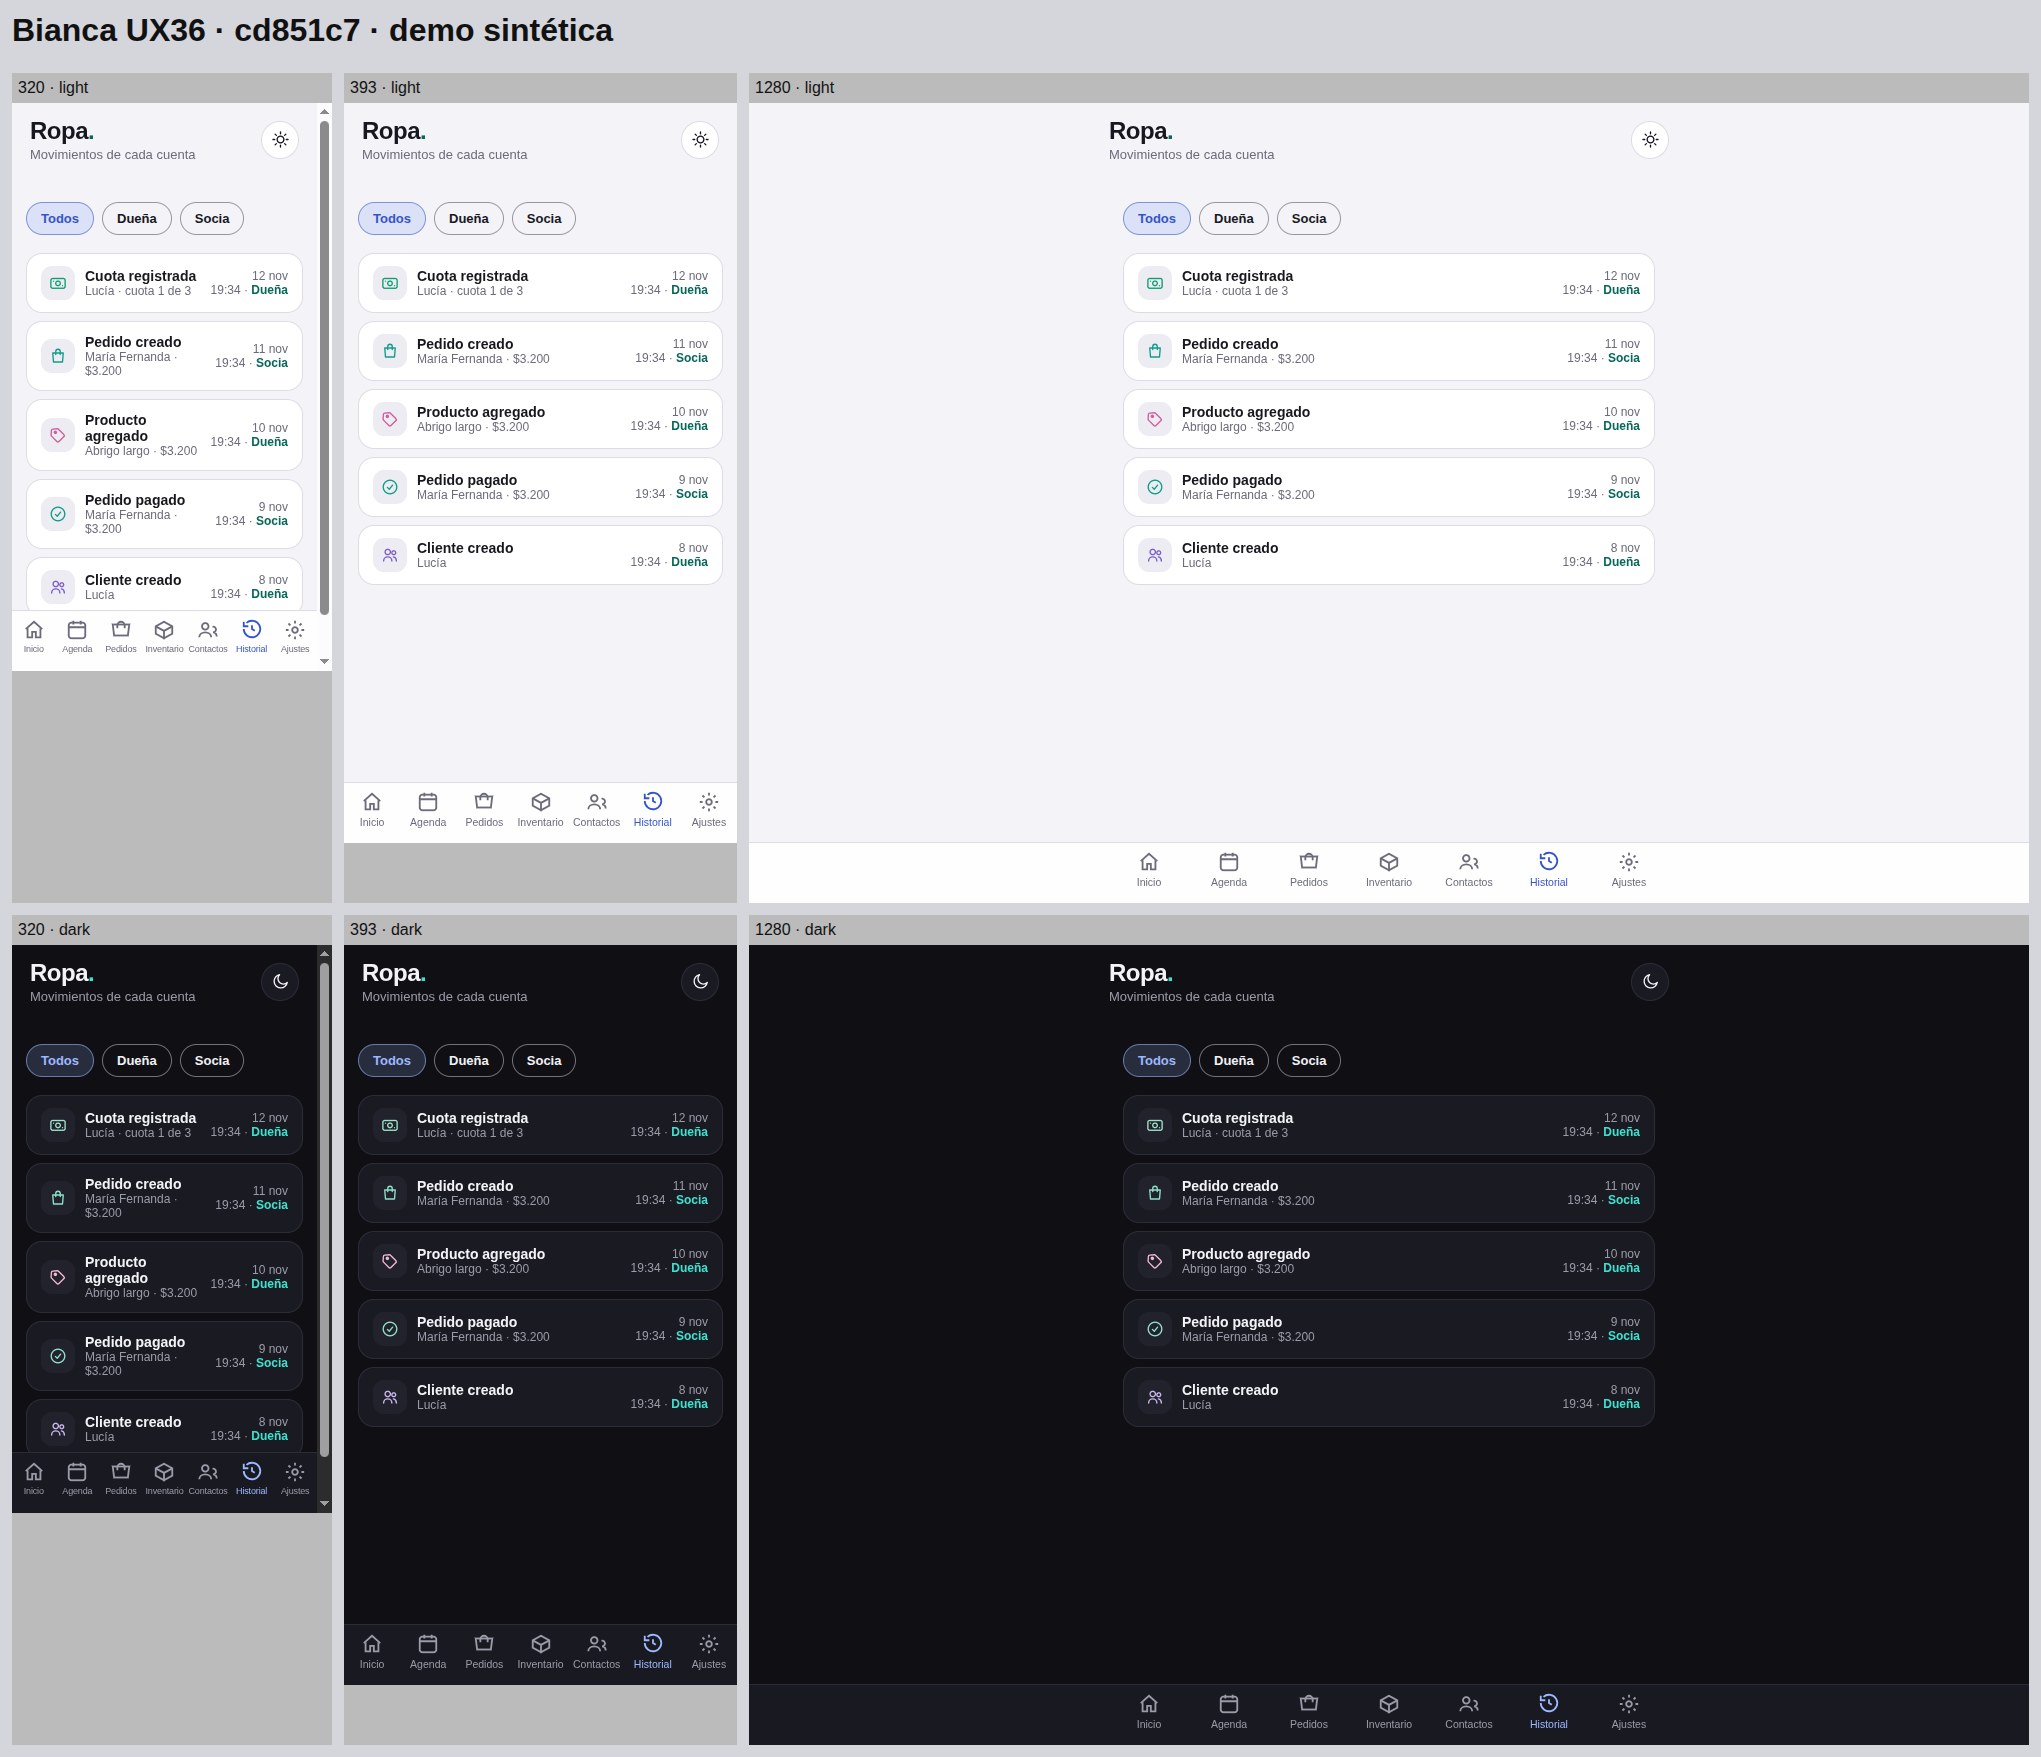 Bianca UX36 · cd851c7 · demo sintética
320 · light
Ropa.
Movimientos de cada cuenta
Todos Dueña Socia
Cuota registrada 12 nov
Lucía · cuota 1 de 3 19:34 · Dueña
Pedido creado 11 nov
María Fernanda · 19:34 · Socia
$3.200
Producto
agregado 10 nov
Abrigo largo · $3.200 19:34 · Dueña
Pedido pagado 9 nov
María Fernanda · 19:34 · Socia
$3.200
Cliente creado 8 nov
Lucía 19:34 · Dueña
Inicio Agenda Pedidos Inventario Contactos Historial Ajustes
393 · light
Ropa.
Movimientos de cada cuenta
Todos Dueña Socia
Cuota registrada 12 nov
Lucía · cuota 1 de 3 19:34 · Dueña
Pedido creado 11 nov
María Fernanda · $3.200 19:34 · Socia
Producto agregado 10 nov
Abrigo largo · $3.200 19:34 · Dueña
Pedido pagado 9 nov
María Fernanda · $3.200 19:34 · Socia
Cliente creado 8 nov
Lucía 19:34 · Dueña
Inicio Agenda Pedidos Inventario Contactos Historial Ajustes
1280 · light
Ropa.
Movimientos de cada cuenta
Todos Dueña Socia
Cuota registrada 12 nov
Lucía · cuota 1 de 3 19:34 · Dueña
Pedido creado 11 nov
María Fernanda · $3.200 19:34 · Socia
Producto agregado 10 nov
Abrigo largo · $3.200 19:34 · Dueña
Pedido pagado 9 nov
María Fernanda · $3.200 19:34 · Socia
Cliente creado 8 nov
Lucía 19:34 · Dueña
Inicio Agenda Pedidos Inventario Contactos Historial Ajustes
320 · dark
Ropa.
Movimientos de cada cuenta
Todos Dueña Socia
Cuota registrada 12 nov
Lucía · cuota 1 de 3 19:34 · Dueña
Pedido creado 11 nov
María Fernanda · 19:34 · Socia
$3.200
Producto
agregado 10 nov
Abrigo largo · $3.200 19:34 · Dueña
Pedido pagado 9 nov
María Fernanda · 19:34 · Socia
$3.200
Cliente creado 8 nov
Lucía 19:34 · Dueña
Inicio Agenda Pedidos Inventario Contactos Historial Ajustes
393 · dark
Ropa.
Movimientos de cada cuenta
Todos Dueña Socia
Cuota registrada 12 nov
Lucía · cuota 1 de 3 19:34 · Dueña
Pedido creado 11 nov
María Fernanda · $3.200 19:34 · Socia
Producto agregado 10 nov
Abrigo largo · $3.200 19:34 · Dueña
Pedido pagado 9 nov
María Fernanda · $3.200 19:34 · Socia
Cliente creado 8 nov
Lucía 19:34 · Dueña
Inicio Agenda Pedidos Inventario Contactos Historial Ajustes
1280 · dark
Ropa.
Movimientos de cada cuenta
Todos Dueña Socia
Cuota registrada 12 nov
Lucía · cuota 1 de 3 19:34 · Dueña
Pedido creado 11 nov
María Fernanda · $3.200 19:34 · Socia
Producto agregado 10 nov
Abrigo largo · $3.200 19:34 · Dueña
Pedido pagado 9 nov
María Fernanda · $3.200 19:34 · Socia
Cliente creado 8 nov
Lucía 19:34 · Dueña
Inicio Agenda Pedidos Inventario Contactos Historial Ajustes